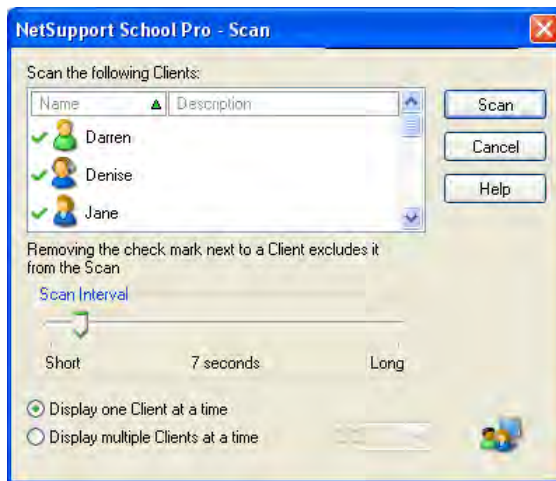 NetSupport School Pro - Scan
Scan the following Clients:
Name Description
Darren
Denise
Jane
Scan
Cancel
Help
Removing the check mark next to a Client excludes it
from the Scan
Scan Interval
Short 7 seconds Long
Display one Client at a time
Display multiple Clients at a time